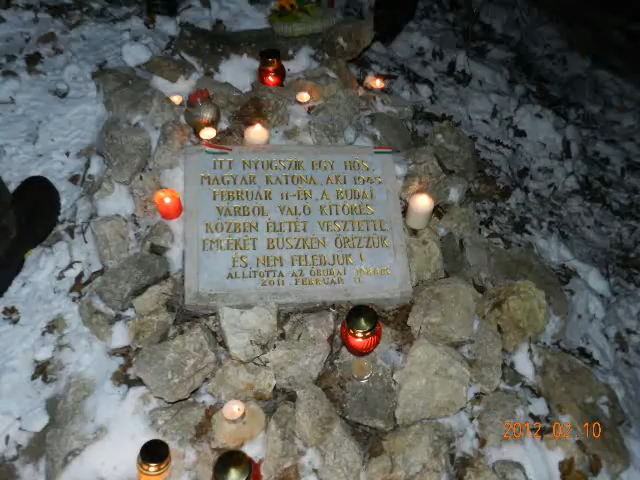 ITT NYUGSZIK EGY HŐS,
MAGYAR KATONA, AKI 1945.
FEBRUÁR 11-ÉN, A BUDAI
VÁRBÓL VALÓ KITÖRÉS
KÖZBEN ÉLETÉT VESZTETTE.
EMLÉKÉT BÜSZKÉN ŐRIZZÜK
ÉS NEM FELEDJÜK!
ÁLLÍTOTTA AZ ÓBUDAI
2011. FEBRUÁR 11
2012.02.10